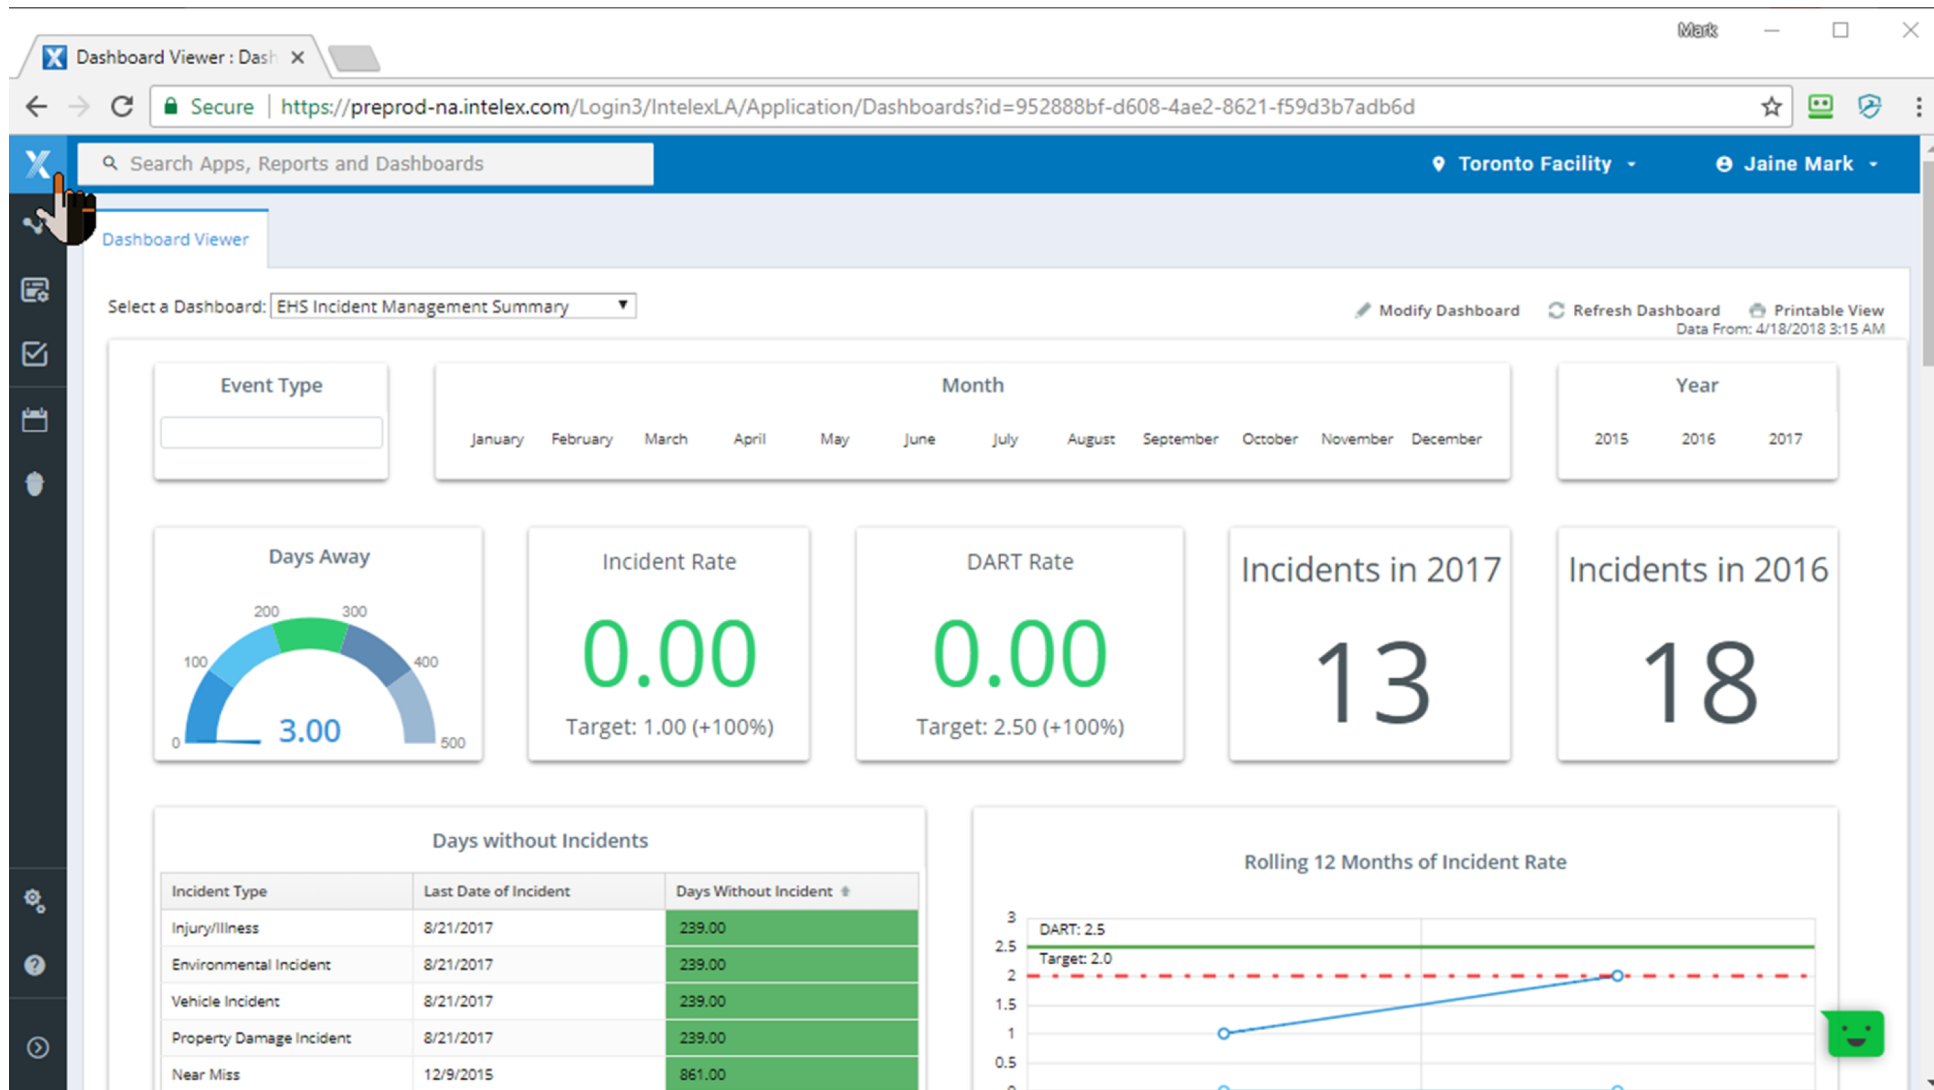 Mark
Dashboard Viewer : Dash
Secure | https://preprod-na.intelex.com/Login3/IntelexLA/Application/Dashboards?id=952888bf-d608-4ae2-8621-f59d3b7adb6d
Search Apps, Reports and Dashboards
Toronto Facility
Jaine Mark
Dashboard Viewer
Select a Dashboard: EHS Incident Management Summary
Modify Dashboard
Refresh Dashboard
Printable View
Data From: 4/18/2018 3:15 AM
Event Type
Month
January February March April May June July August September October November December
Year
2015 2016 2017
Days Away
0 100 200 300 400 500
3.00
Incident Rate
0.00
Target: 1.00 (+100%)
DART Rate
0.00
Target: 2.50 (+100%)
Incidents in 2017
13
Incidents in 2016
18
Days without Incidents
Incident Type Last Date of Incident Days Without Incident
Injury/Illness 8/21/2017 239.00
Environmental Incident 8/21/2017 239.00
Vehicle Incident 8/21/2017 239.00
Property Damage Incident 8/21/2017 239.00
Near Miss 12/9/2015 861.00
Rolling 12 Months of Incident Rate
3
DART: 2.5
2.5
Target: 2.0
2
1.5
1
0.5